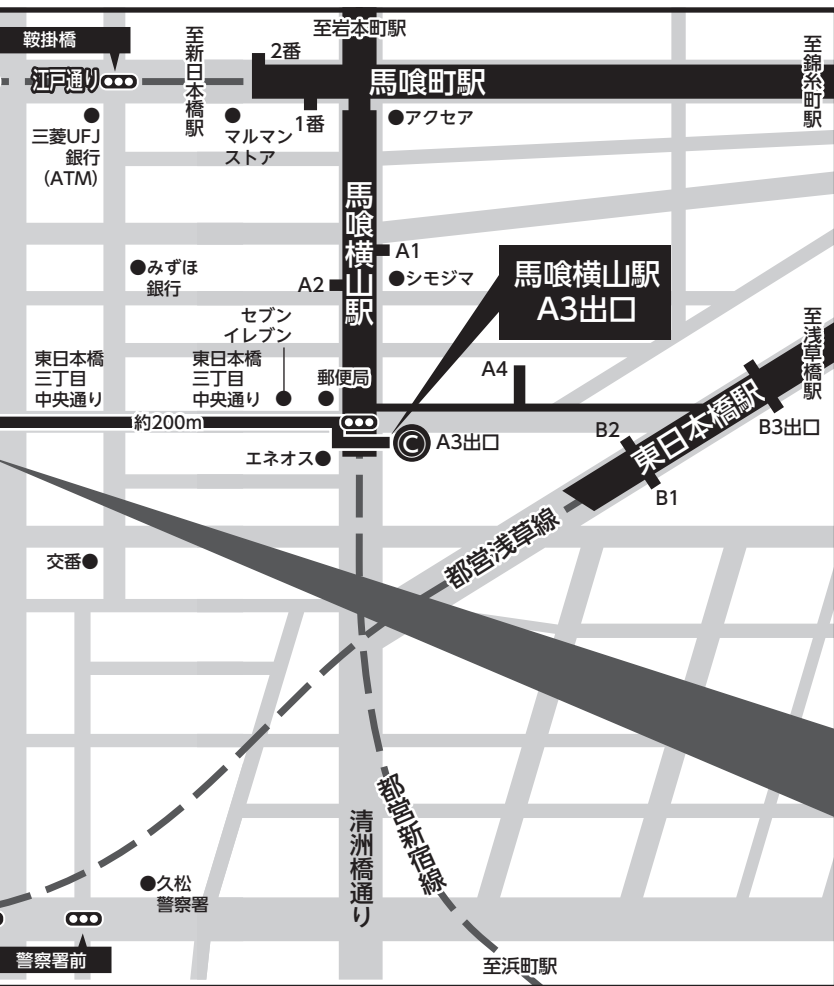 鞍掛橋
至岩本町駅
至新日本橋駅
2番
至錦糸町駅
江戸通り
馬喰町駅
1番
アクセア
三菱UFJ
銀行
(ATM)
マルマン
ストア
馬喰横山駅
A1
みずほ
銀行
A2
シモジマ
馬喰横山駅
A3出口
セブン
イレブン
至浅草橋駅
東日本橋
三丁目
中央通り
東日本橋
三丁目
中央通り
郵便局
A4
約200m
C
A3出口
B2
東日本橋駅
B3出口
エネオス
B1
都営浅草線
交番
都営新宿線
清洲橋通り
久松
警察署
警察署前
至浜町駅